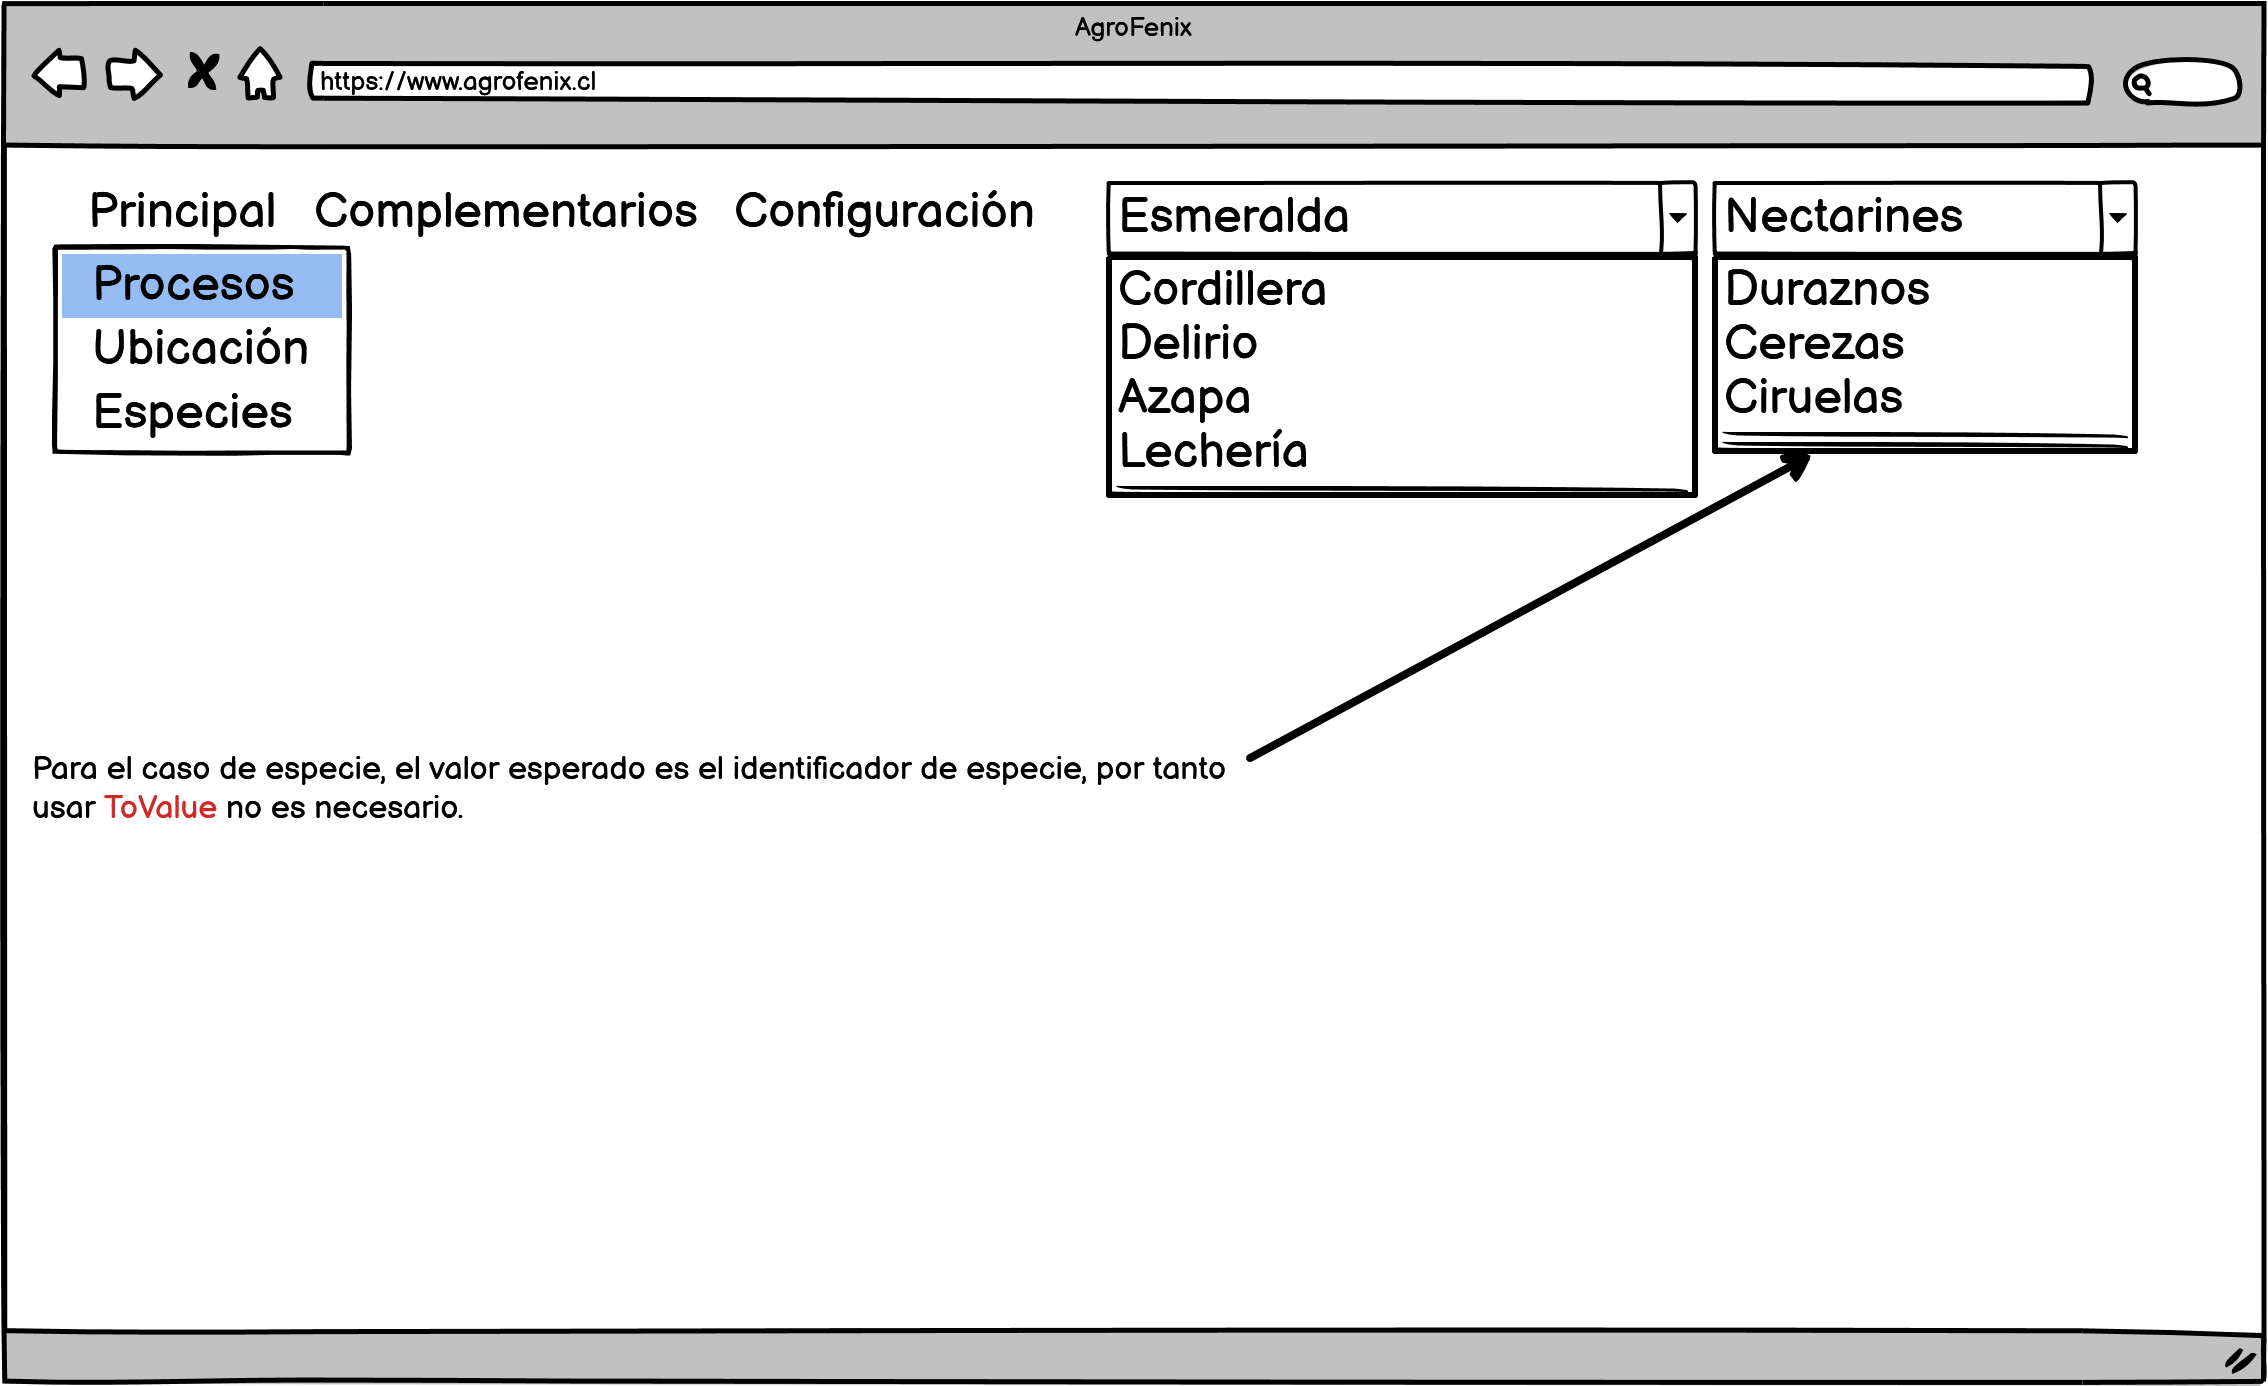 AgroFenix
https://www.agrofenix.cl
Principal Complementarios Configuración
Procesos
Ubicación
Especies
Esmeralda
Cordillera
Delirio
Azapa
Lechería
Nectarines
Duraznos
Cerezas
Ciruelas
Para el caso de especie, el valor esperado es el identificador de especie, por tanto
usar ToValue no es necesario.